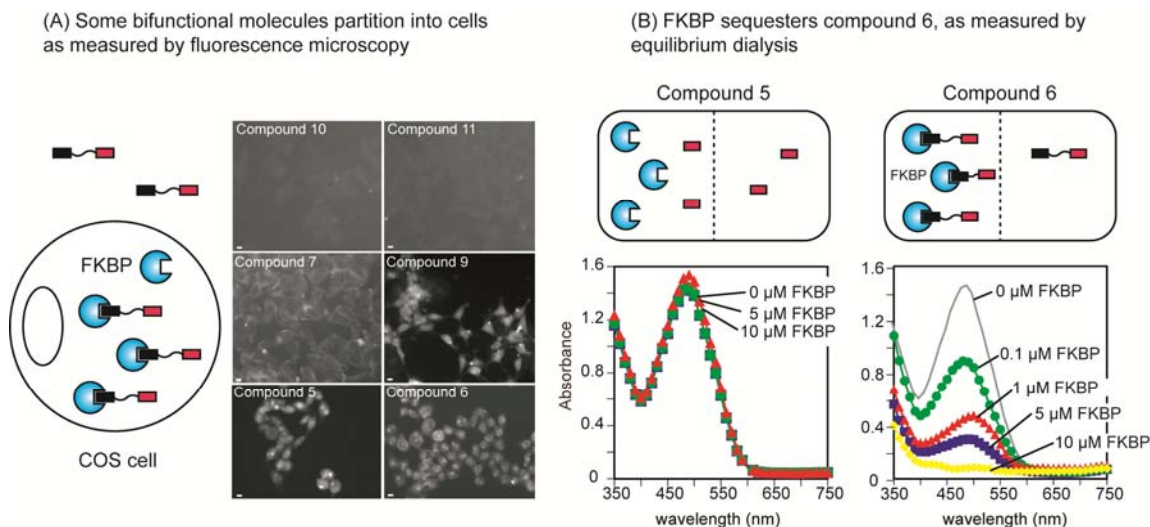 (A) Some bifunctional molecules partition into cells
as measured by fluorescence microscopy
FKBP
COS cell
Compound 10
Compound 11
Compound 7
Compound 9
Compound 5
Compound 6
(B) FKBP sequesters compound 6, as measured by
equilibrium dialysis
Compound 5
Compound 6
FKBP
Absorbance
1.6
1.2
0.8
0.4
0
0 µM FKBP
5 µM FKBP
10 µM FKBP
350
450
550
650
750
wavelength (nm)
1.6
1.2
0.8
0.4
0
0 µM FKBP
0.1 µM FKBP
1 µM FKBP
5 µM FKBP
10 µM FKBP
350
450
550
650
750
wavelength (nm)